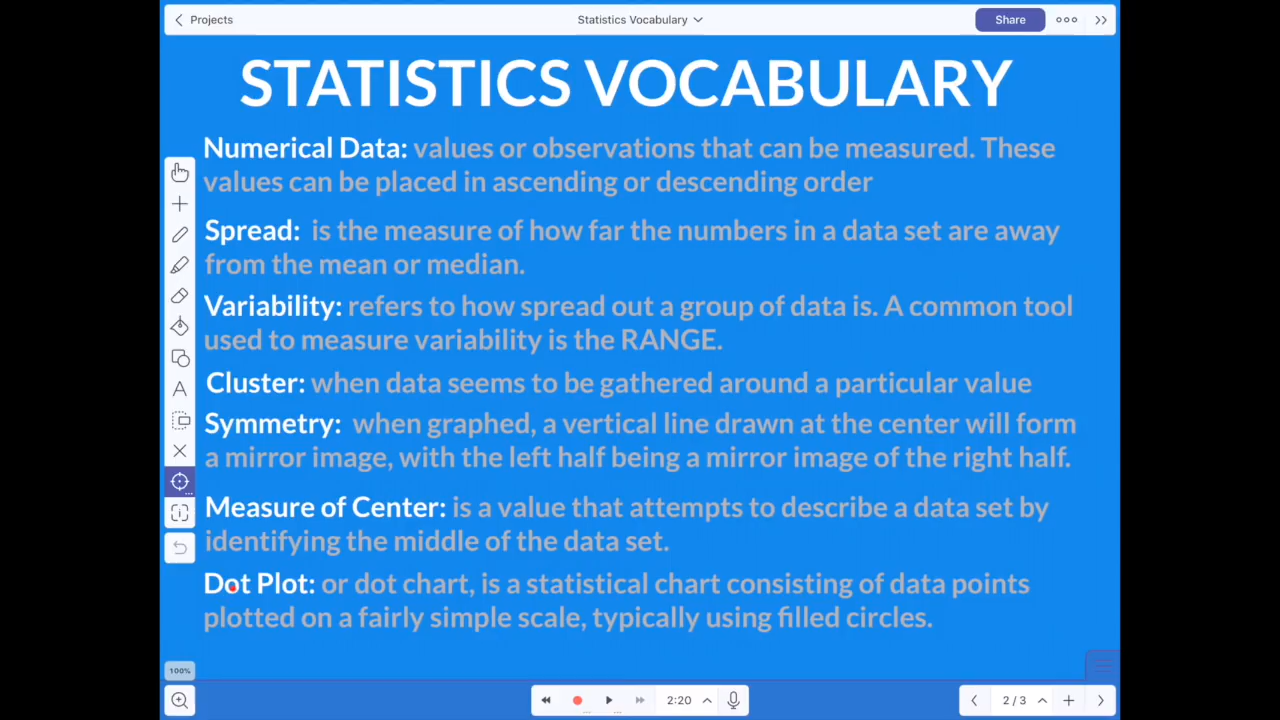 Projects
Statistics Vocabulary
Share
STATISTICS VOCABULARY
Numerical Data: values or observations that can be measured. These
values can be placed in ascending or descending order
Spread: is the measure of how far the numbers in a data set are away
from the mean or median.
Variability: refers to how spread out a group of data is. A common tool
used to measure variability is the RANGE.
Cluster: when data seems to be gathered around a particular value
Symmetry: when graphed, a vertical line drawn at the center will form
a mirror image, with the left half being a mirror image of the right half.
Measure of Center: is a value that attempts to describe a data set by
identifying the middle of the data set.
Dot Plot: or dot chart, is a statistical chart consisting of data points
plotted on a fairly simple scale, typically using filled circles.
100%
2:20
2 / 3